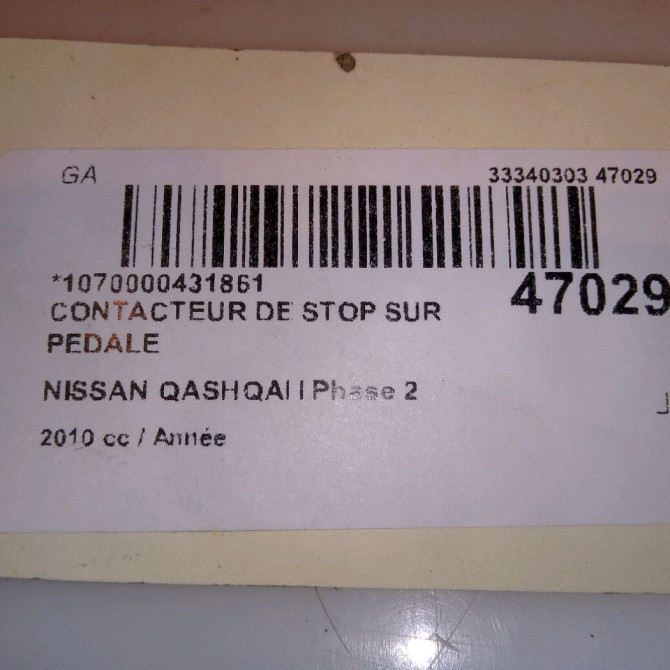 GA
33340303 47029
*1070000431861
47029
CONTACTEUR DE STOP SUR
PEDALE
NISSAN QASHQAI I Phase 2
2010 cc / Année